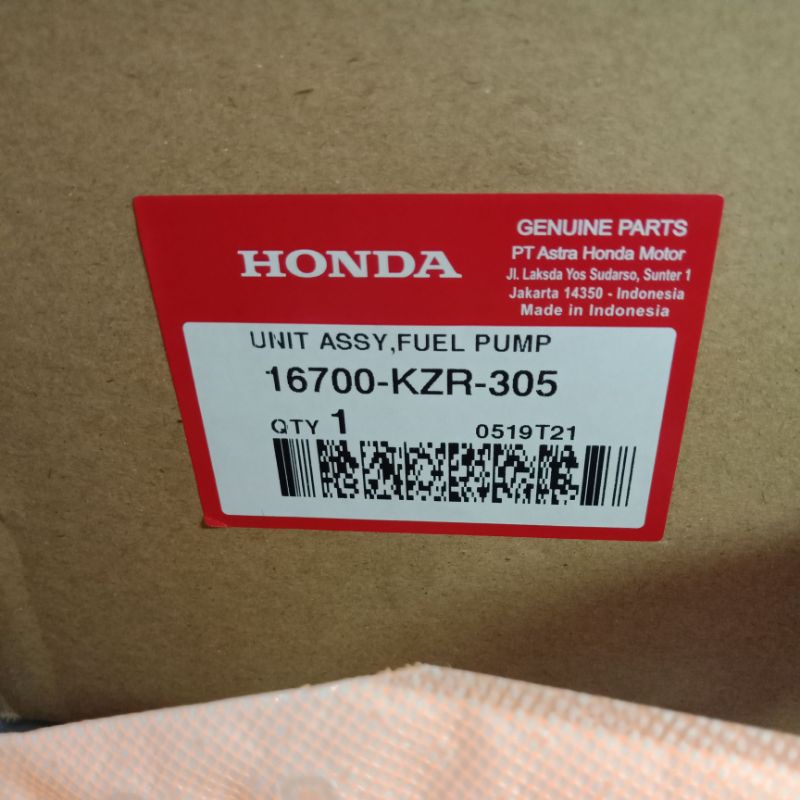 HONDA
GENUINE PARTS
PT Astra Honda Motor
Jl. Laksda Yos Sudarso, Sunter 1
Jakarta 14350 - Indonesia
Made in Indonesia
UNIT ASSY,FUEL PUMP
16700-KZR-305
QTY 1
0519T21